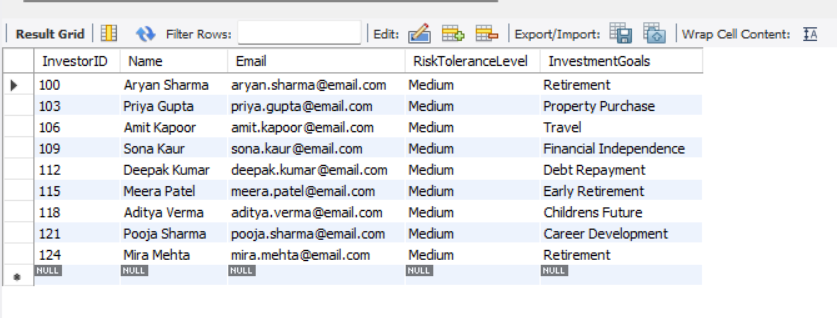 Result Grid Filter Rows: Edit: Export/Import: Wrap Cell Content:
InvestorID Name Email RiskToleranceLevel InvestmentGoals
100 Aryan Sharma aryan.sharma@email.com Medium Retirement
103 Priya Gupta priya.gupta@email.com Medium Property Purchase
106 Amit Kapoor amit.kapoor@email.com Medium Travel
109 Sona Kaur sona.kaur@email.com Medium Financial Independence
112 Deepak Kumar deepak.kumar@email.com Medium Debt Repayment
115 Meera Patel meera.patel@email.com Medium Early Retirement
118 Aditya Verma aditya.verma@email.com Medium Childrens Future
121 Pooja Sharma pooja.sharma@email.com Medium Career Development
124 Mira Mehta mira.mehta@email.com Medium Retirement
NULL NULL NULL NULL NULL